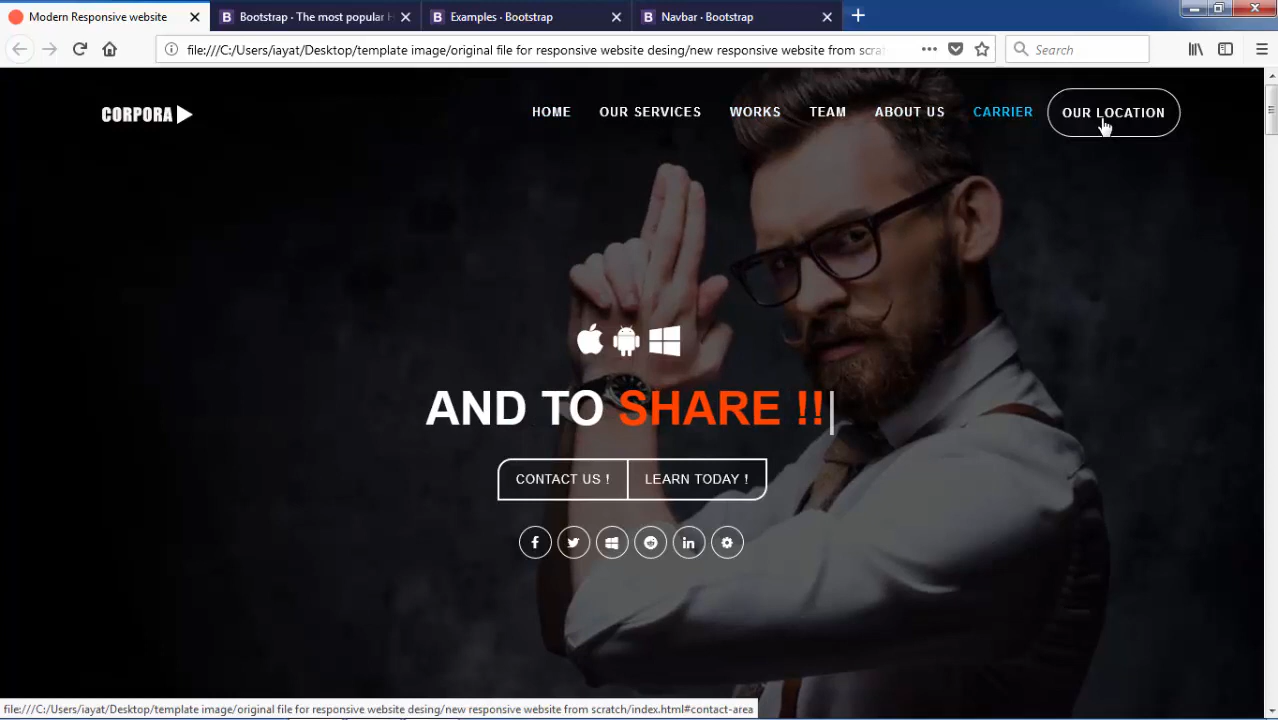 Modern Responsive website
Bootstrap · The most popular H
Examples · Bootstrap
Navbar · Bootstrap
file:///C:/Users/iayat/Desktop/template image/original file for responsive website desing/new responsive website from scra
Search
CORPORA
HOME
OUR SERVICES
WORKS
TEAM
ABOUT US
CARRIER
OUR LOCATION
AND TO SHARE !!|
CONTACT US !
LEARN TODAY !
file:///C:/Users/iayat/Desktop/template image/original file for responsive website desing/new responsive website from scratch/index.html#contact-area